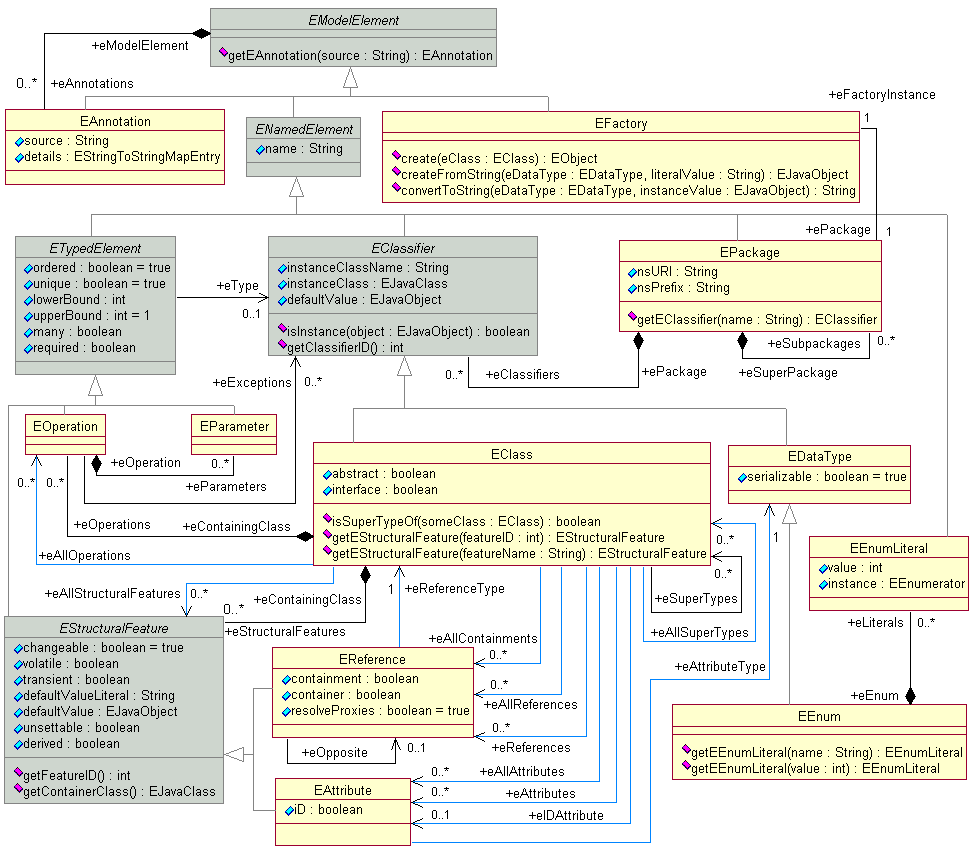 EModelElement
getEAnnotation(source : String) : EAnnotation
+eModelElement
0..*
+eAnnotations
EAnnotation
source : String
details : EStringToStringMapEntry
ENamedElement
name : String
+eFactoryInstance
1
EFactory
create(eClass : EClass) : EObject
createFromString(eDataType : EDataType, literalValue : String) : EJavaObject
convertToString(eDataType : EDataType, instanceValue : EJavaObject) : String
+ePackage
1
ETypedElement
ordered : boolean = true
unique : boolean = true
lowerBound : int
upperBound : int = 1
many : boolean
required : boolean
+eType
0..1
EClassifier
instanceClassName : String
instanceClass : EJavaClass
defaultValue : EJavaObject
isInstance(object : EJavaObject) : boolean
getClassifierID() : int
EPackage
nsURI : String
nsPrefix : String
getEClassifier(name : String) : EClassifier
+eSubpackages
0..*
+eSuperPackage
+ePackage
0..*
+eClassifiers
+eExceptions
0..*
EOperation
EParameter
+eOperation
0..*
+eParameters
0..*
0..*
+eOperations
+eContainingClass
+eAllOperations
EClass
abstract : boolean
interface : boolean
isSuperTypeOf(someClass : EClass) : boolean
getEStructuralFeature(featureID : int) : EStructuralFeature
getEStructuralFeature(featureName : String) : EStructuralFeature
EDataType
serializable : boolean = true
0..*
1
0..*
+eSuperTypes
+eAllSuperTypes
EEnumLiteral
value : int
instance : EEnumerator
+eLiterals
0..*
+eEnum
+eAttributeType
EEnum
getEEnumLiteral(name : String) : EEnumLiteral
getEEnumLiteral(value : int) : EEnumLiteral
+eAllStructuralFeatures
0..*
+eContainingClass
0..*
+eStructuralFeatures
1
+eReferenceType
+eAllContainments
0..*
EStructuralFeature
changeable : boolean = true
volatile : boolean
transient : boolean
defaultValueLiteral : String
defaultValue : EJavaObject
unsettable : boolean
derived : boolean
getFeatureID() : int
getContainerClass() : EJavaClass
EReference
containment : boolean
container : boolean
resolveProxies : boolean = true
0..*
+eAllReferences
0..*
+eReferences
+eOpposite
0..1
+eAllAttributes
0..*
+eAttributes
0..*
0..1
+eIDAttribute
EAttribute
iD : boolean